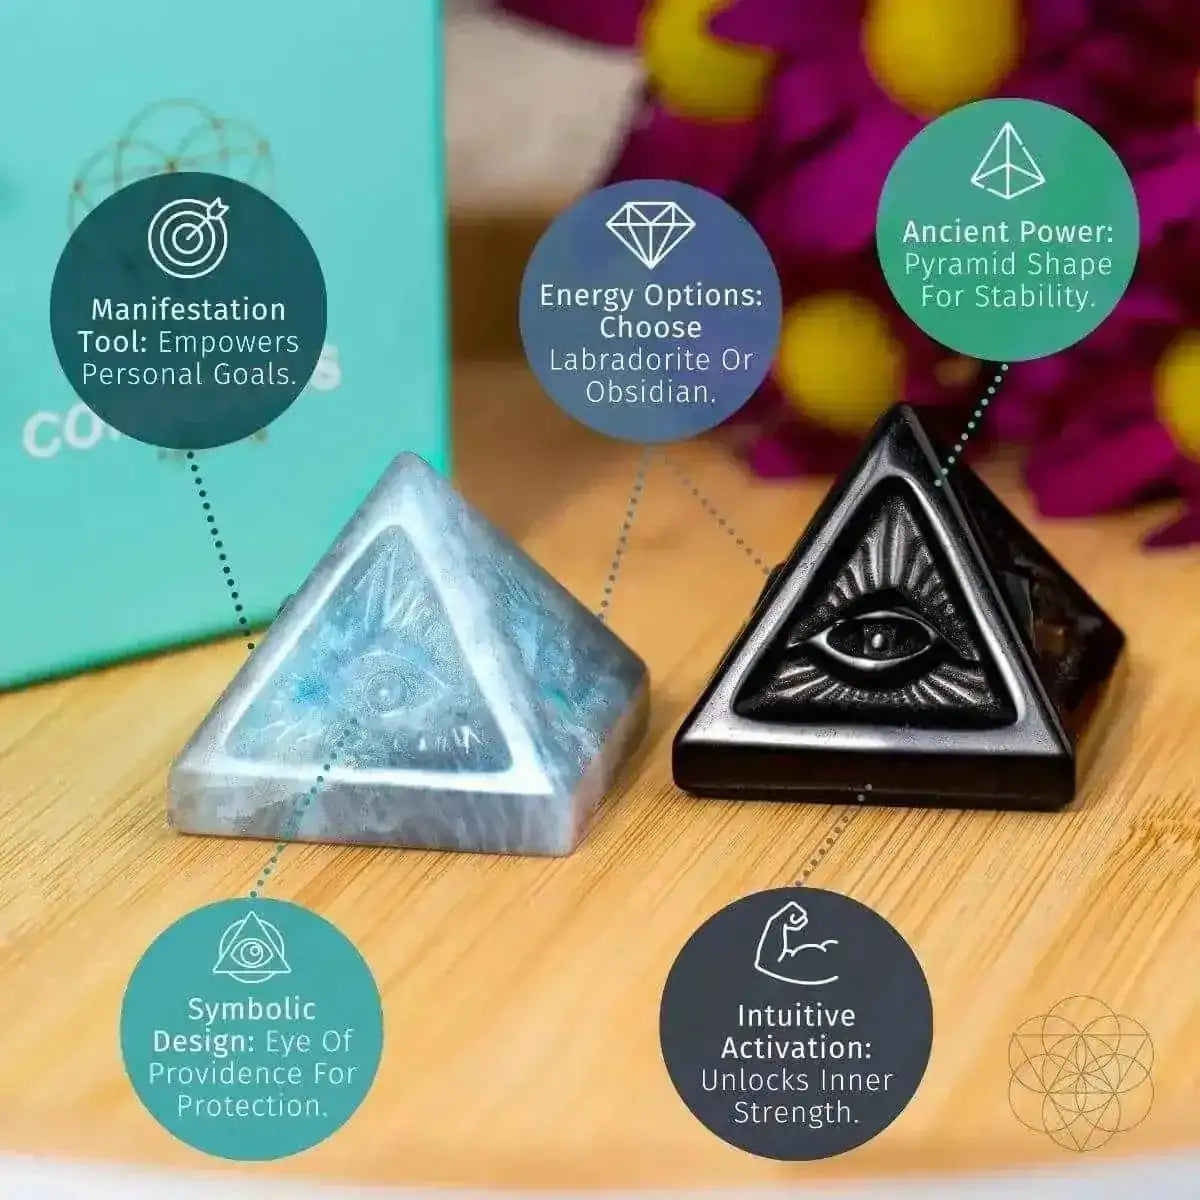 Manifestation
Tool: Empowers
Personal Goals.
Energy Options:
Choose
Labradorite Or
Obsidian.
Ancient Power:
Pyramid Shape
For Stability.
Symbolic
Design: Eye Of
Providence For
Protection.
Intuitive
Activation:
Unlocks Inner
Strength.